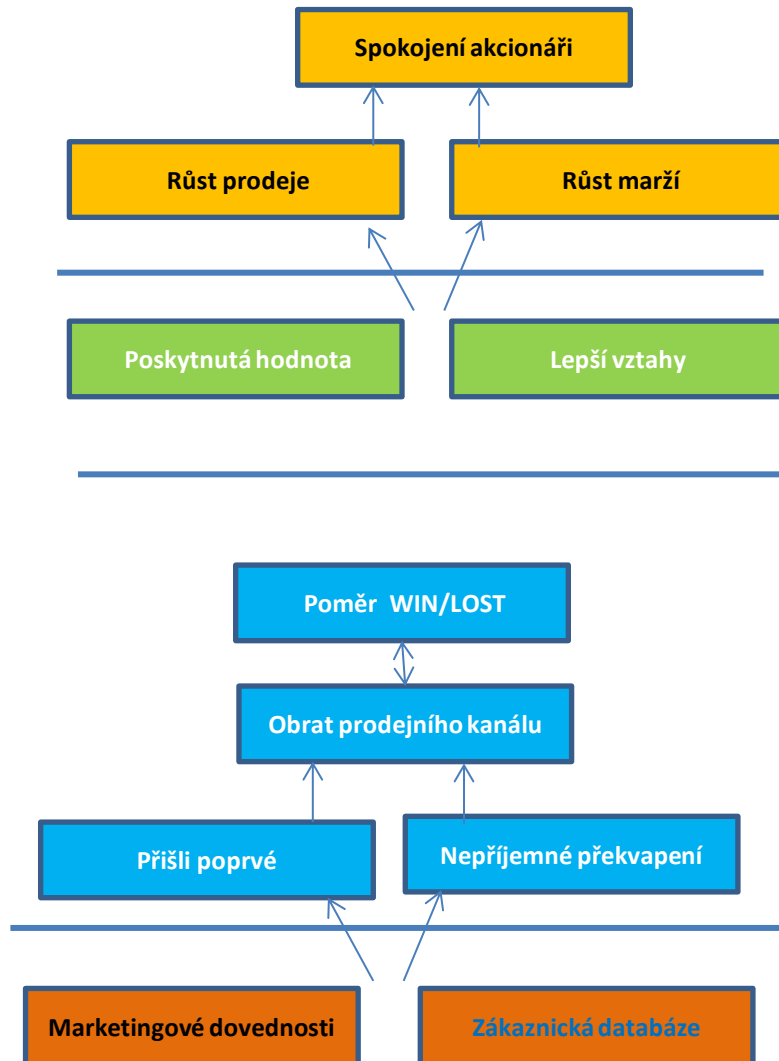 Spokojení akcionáři
Růst prodeje
Růst marží
Poskytnutá hodnota
Lepší vztahy
Poměr WIN/LOST
Obrat prodejního kanálu
Přišli poprvé
Nepříjemné překvapení
Marketingové dovednosti
Zákaznická databáze